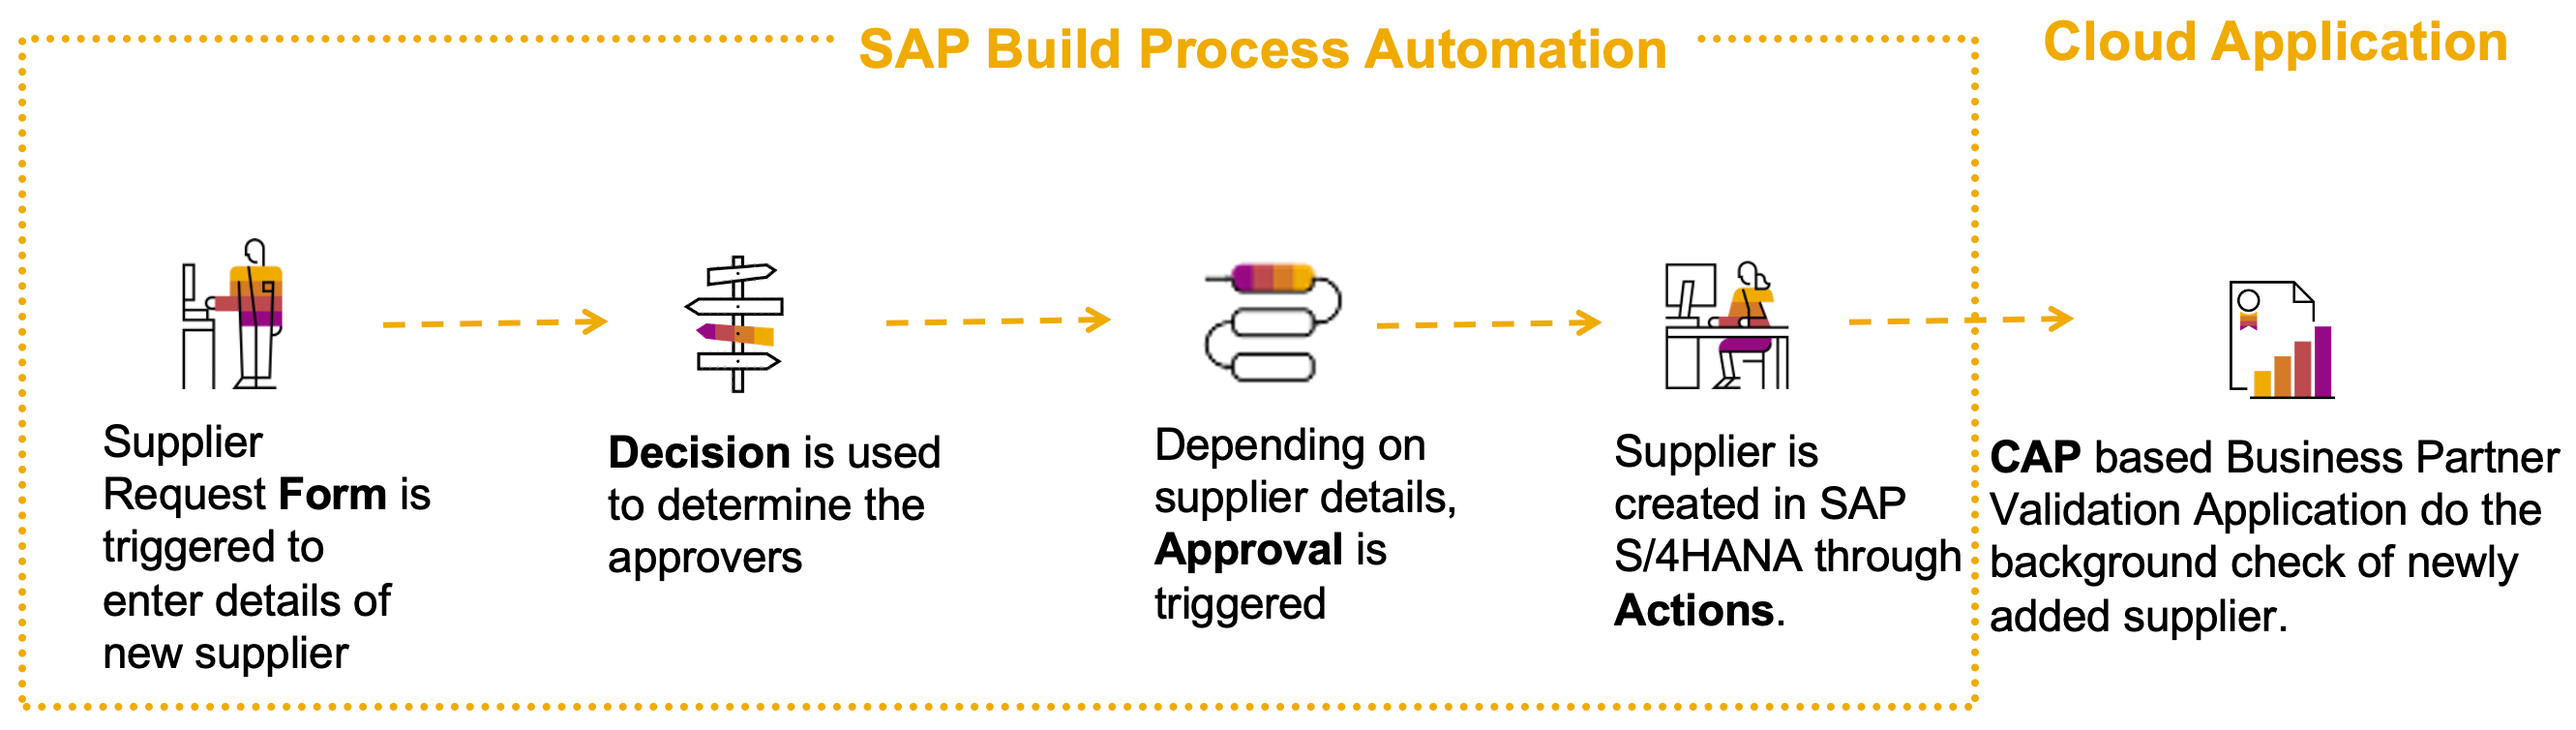 SAP Build Process Automation
Cloud Application
Supplier
Request Form is
triggered to
enter details of
new supplier
Decision is used
to determine the
approvers
Depending on
supplier details,
Approval is
triggered
Supplier is
created in SAP
S/4HANA through
Actions.
CAP based Business Partner
Validation Application do the
background check of newly
added supplier.